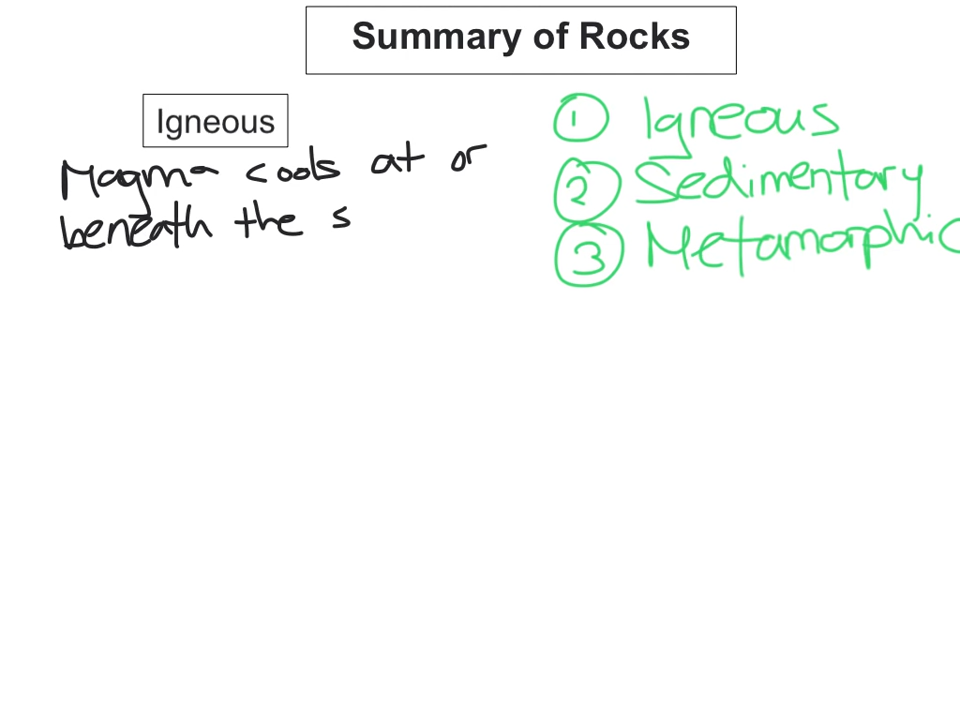 Summary of Rocks
Igneous
Magma cools at or
beneath the s
1 Igneous
2 Sedimentary
3 Metamorphic